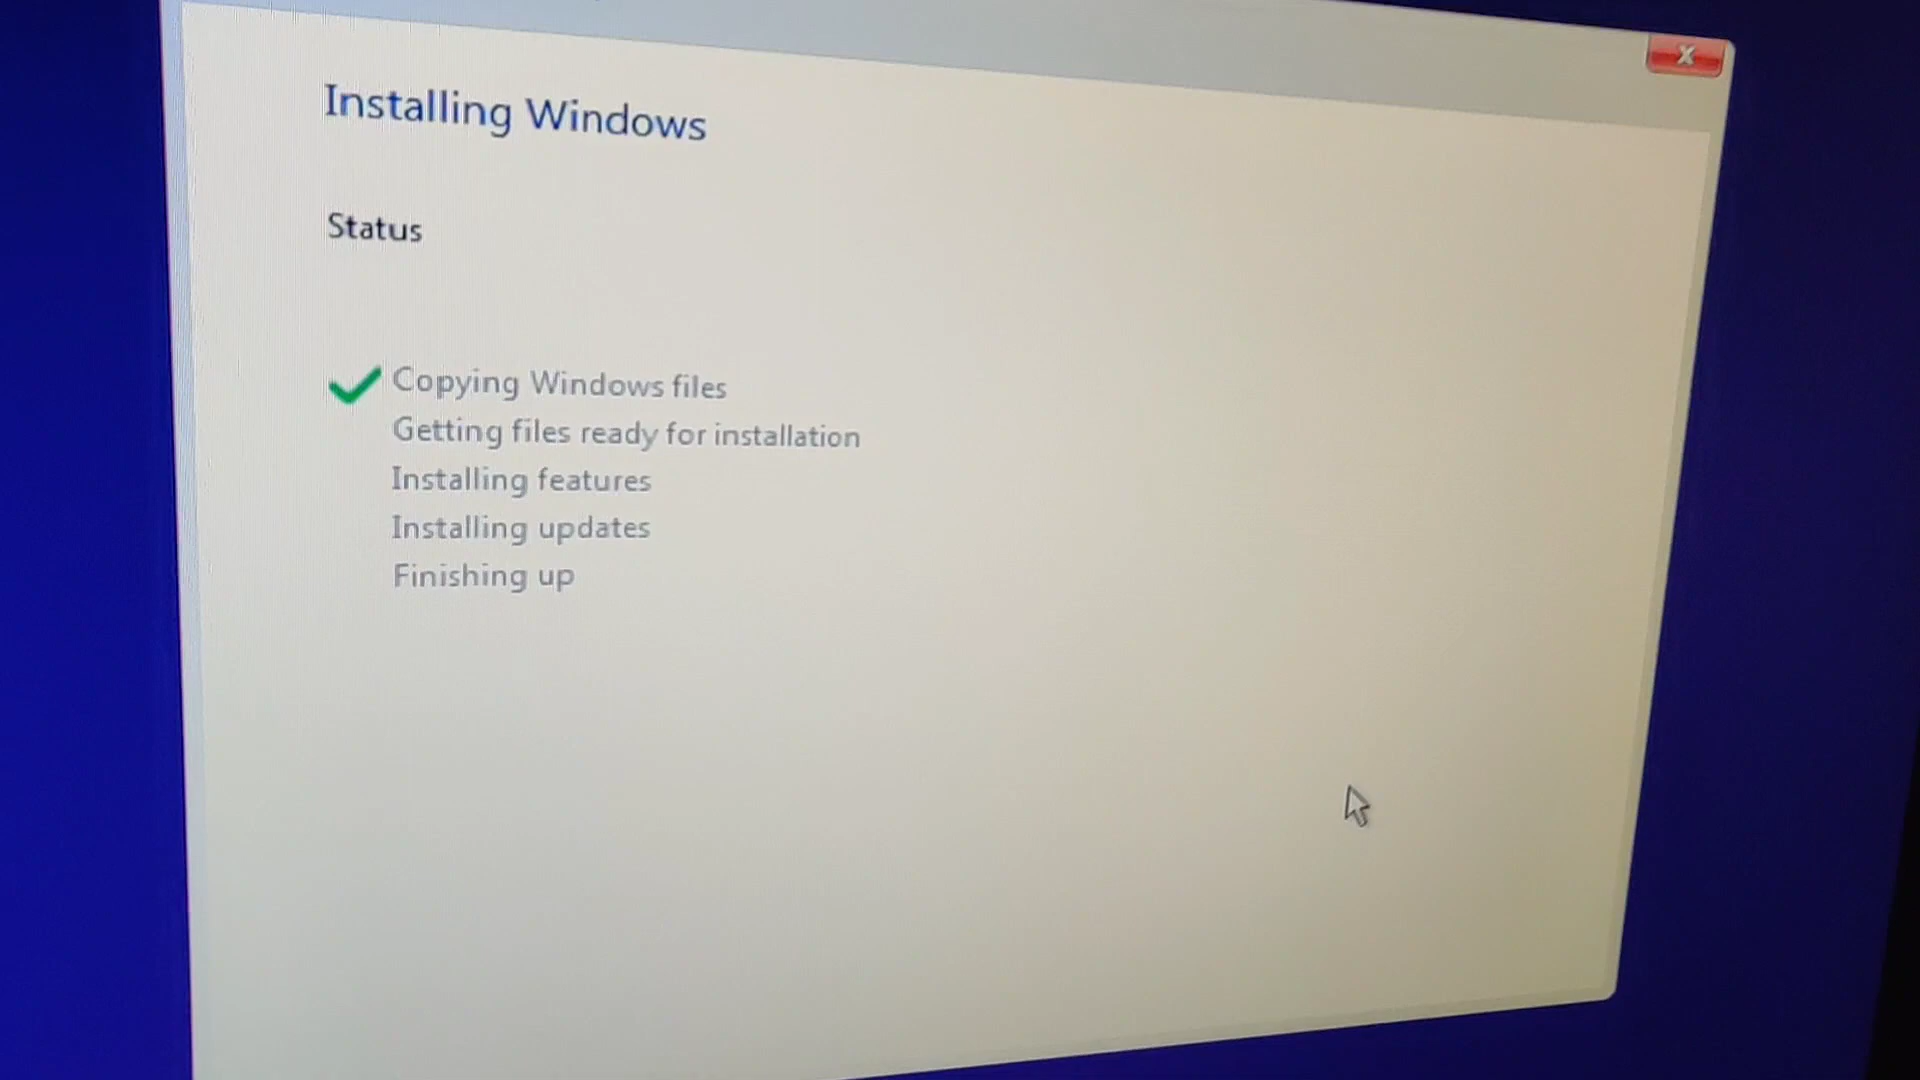 Installing Windows
Status
Copying Windows files
Getting files ready for installation
Installing features
Installing updates
Finishing up